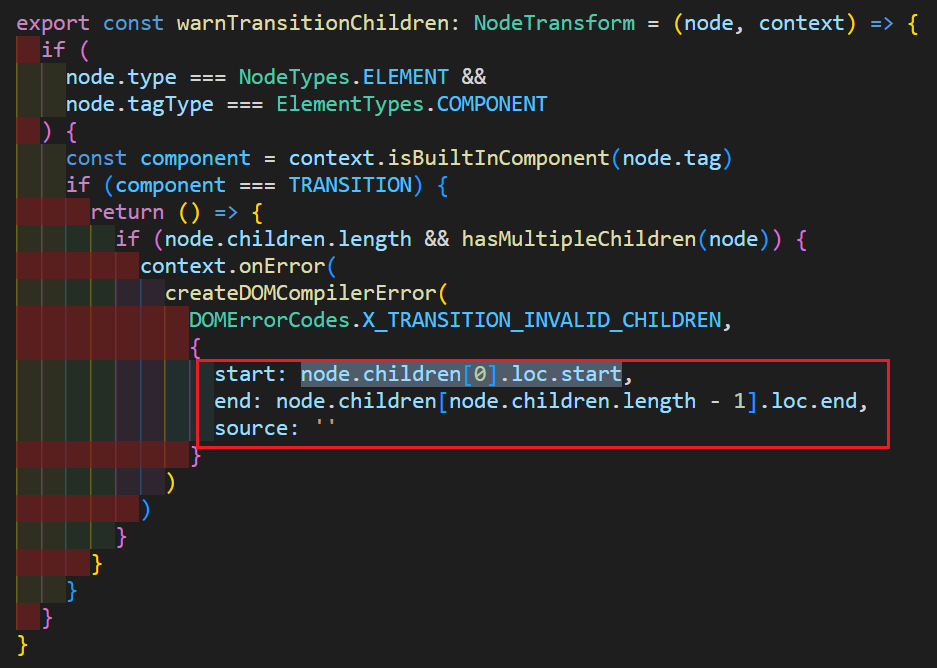 export const warnTransitionChildren: NodeTransform = (node, context) => {
  if (
    node.type === NodeTypes.ELEMENT &&
    node.tagType === ElementTypes.COMPONENT
  ) {
    const component = context.isBuiltInComponent(node.tag)
    if (component === TRANSITION) {
      return () => {
        if (node.children.length && hasMultipleChildren(node)) {
          context.onError(
            createDOMCompilerError(
              DOMErrorCodes.X_TRANSITION_INVALID_CHILDREN,
              {
                start: node.children[0].loc.start,
                end: node.children[node.children.length - 1].loc.end,
                source: ''
              }
            )
          )
        }
      }
    }
  }
}